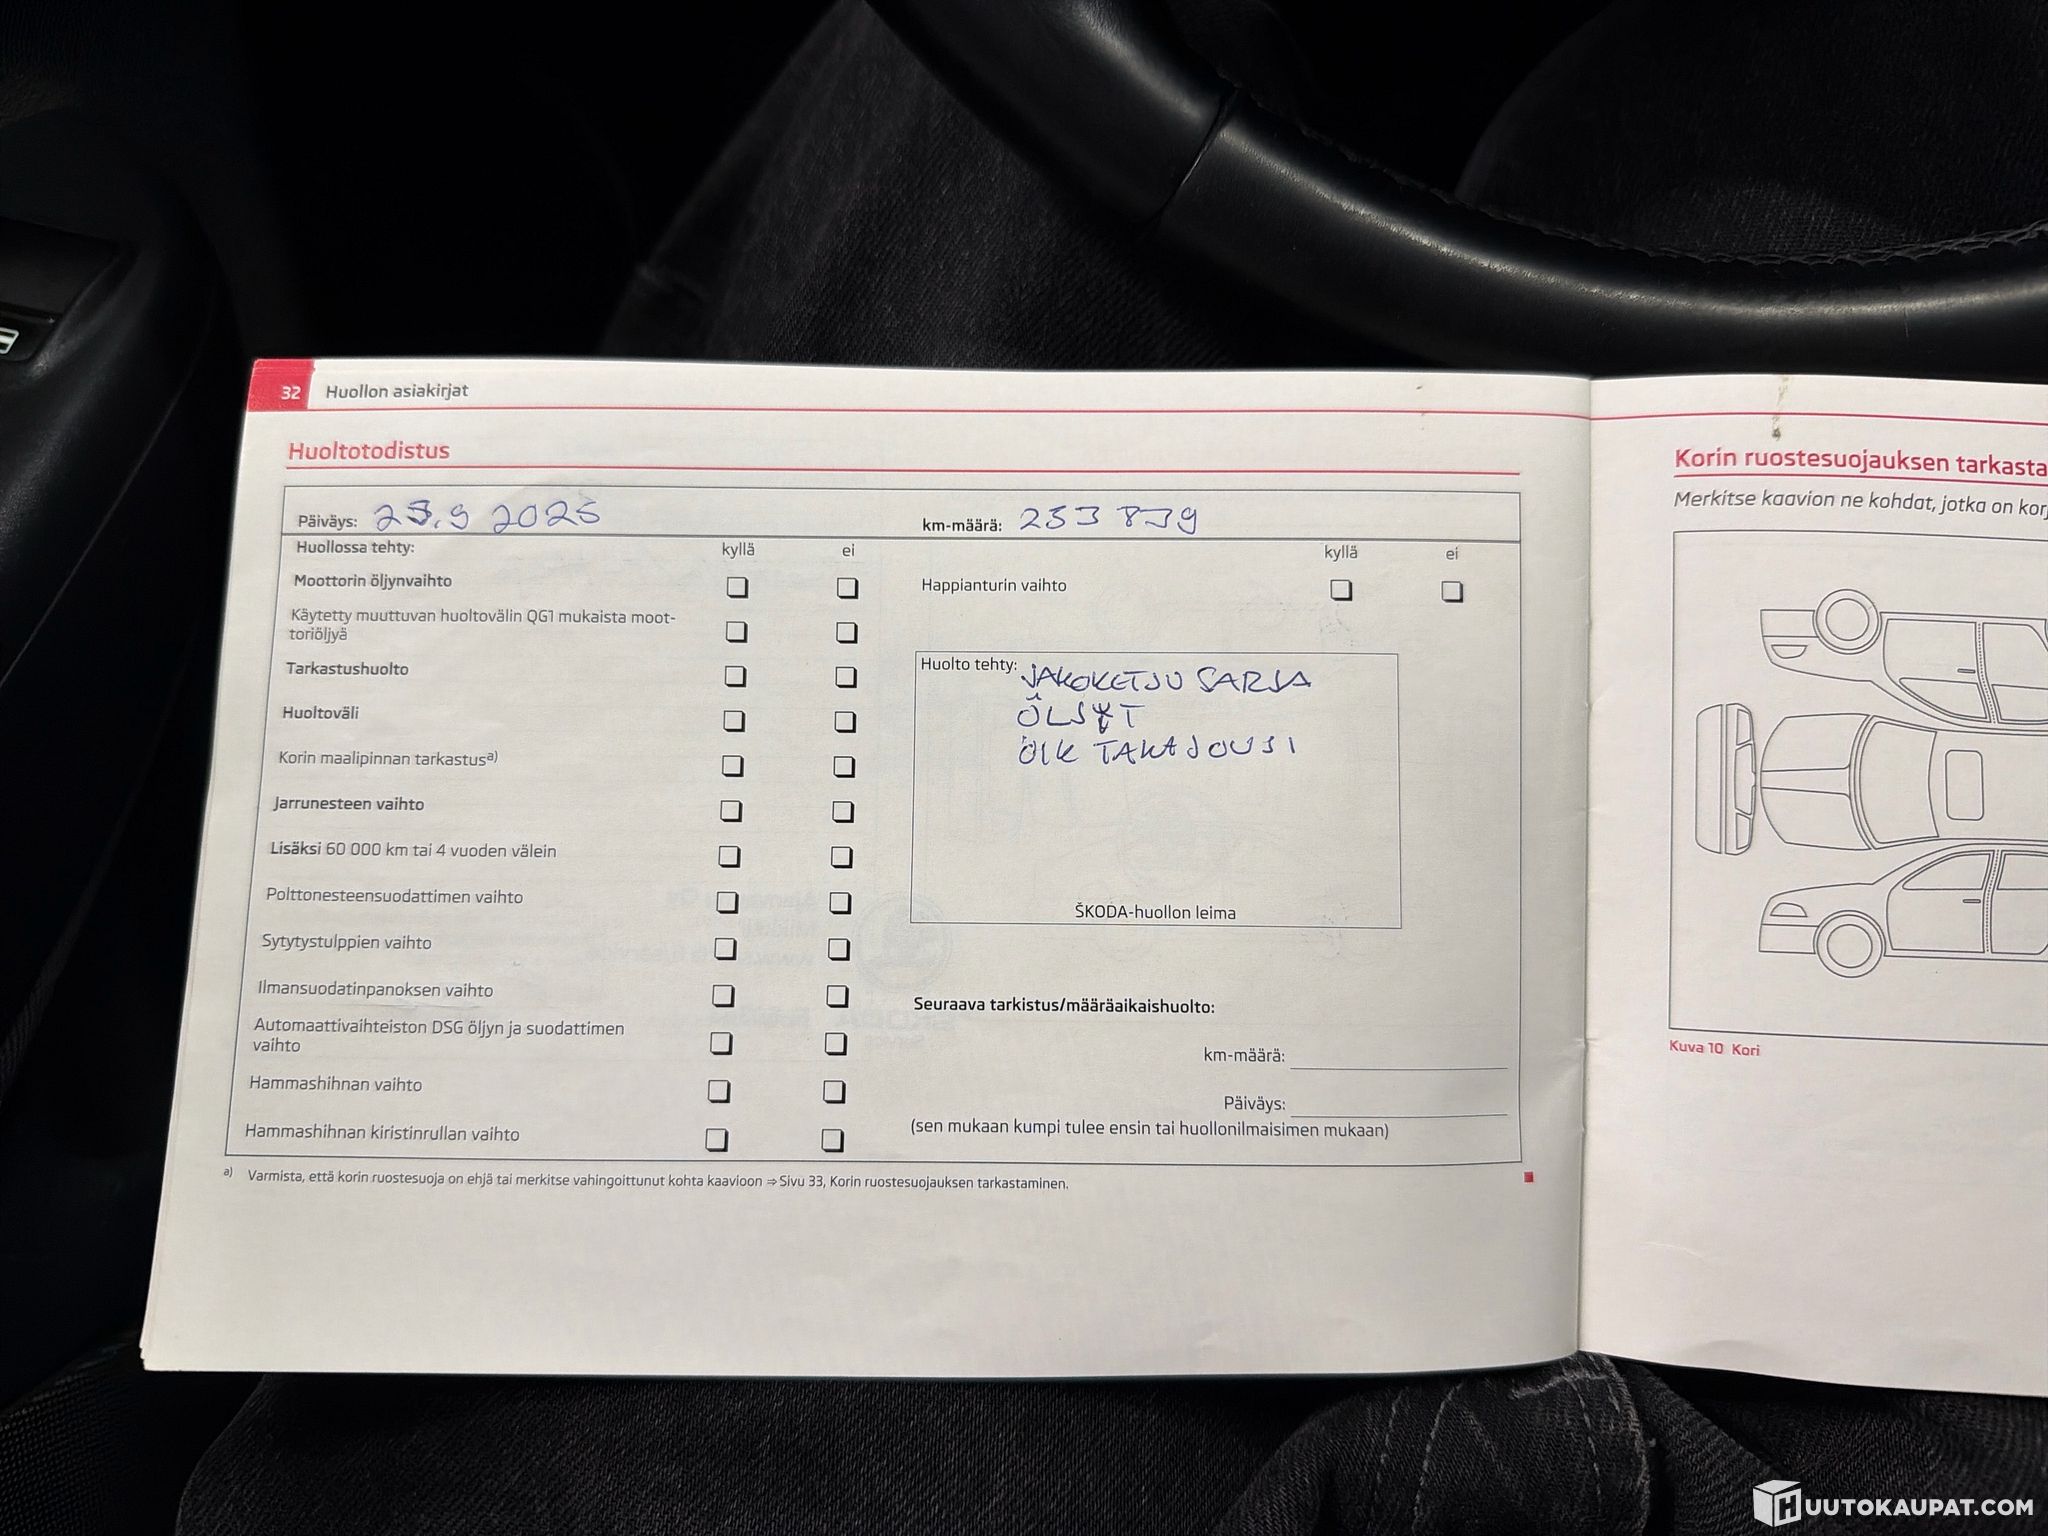 32 Huollon asiakirjat
Huoltotodistus
Päiväys: 25.9 2025 km-määrä: 253 839
Huollossa tehty: kyllä ei kyllä ei
Moottorin öljynvaihto
Happianturin vaihto
Käytetty muuttuvan huoltovälin QG1 mukaista moot-
toriöljyä
Tarkastushuolto
Huoltoväli
Korin maalipinnan tarkastus a)
Jarrunesteen vaihto
Lisäksi 60 000 km tai 4 vuoden välein
Polttonesteensuodattimen vaihto
Sytytystulppien vaihto
Ilmansuodatinpanoksen vaihto
Automaattivaihteiston DSG öljyn ja suodattimen
vaihto
Hammashihnan vaihto
Hammashihnan kiristinrullan vaihto
Huolto tehty: JAKOKETJU SARJA
ÖLJYT
OIK TAKAJOUSI
ŠKODA-huollon leima
Seuraava tarkistus/määräaikaishuolto:
km-määrä:
Päiväys:
(sen mukaan kumpi tulee ensin tai huollonilmaisimen mukaan)
a) Varmista, että korin ruostesuoja on ehjä tai merkitse vahingoittunut kohta kaavioon ⇒ Sivu 33, Korin ruostesuojauksen tarkastaminen.
Korin ruostesuojauksen tarkasta
Merkitse kaavion ne kohdat, jotka on korj
Kuva 10 Kori
HUUTOKAUPAT.COM